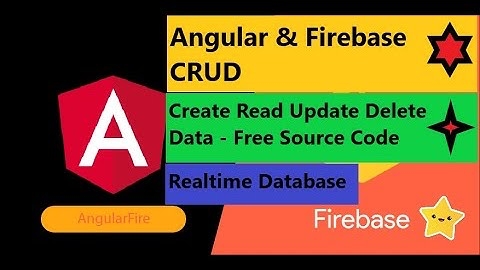 Angular & Firebase
CRUD
Create Read Update Delete
Data - Free Source Code
Realtime Database
A
AngularFire
Firebase